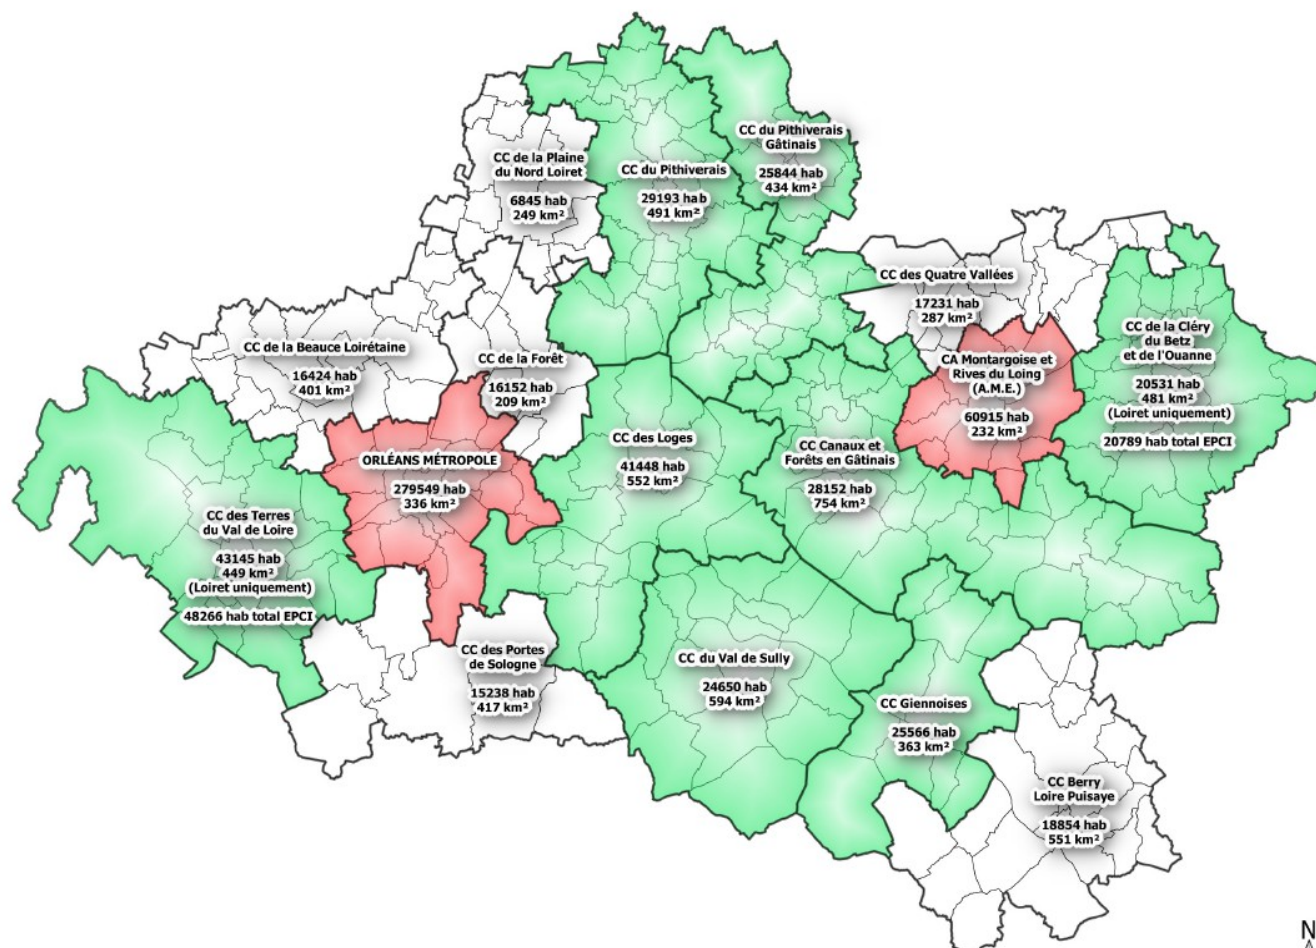 CC du Pithiverais
Gâtinais
25844 hab
434 km²
CC de la Plaine
du Nord Loiret
6845 hab
249 km²
CC du Pithiverais
29193 hab
491 km²
CC des Quatre Vallées
17231 hab
287 km²
CC de la Beauce Loirétaine
16424 hab
401 km²
CC de la Forêt
16152 hab
209 km²
CA Montargoise et
Rives du Loing
(A.M.E.)
60915 hab
232 km²
CC de la Cléry
du Betz
et de l'Ouanne
20531 hab
481 km²
(Loiret uniquement)
20789 hab total EPCI
ORLÉANS MÉTROPOLE
279549 hab
336 km²
CC des Loges
41448 hab
552 km²
CC Canaux et
Forêts en Gâtinais
28152 hab
754 km²
CC des Terres
du Val de Loire
43145 hab
449 km²
(Loiret uniquement)
48266 hab total EPCI
CC des Portes
de Sologne
15238 hab
417 km²
CC du Val de Sully
24650 hab
594 km²
CC Giennoises
25566 hab
363 km²
CC Berry
Loire Puisaye
18854 hab
551 km²
N